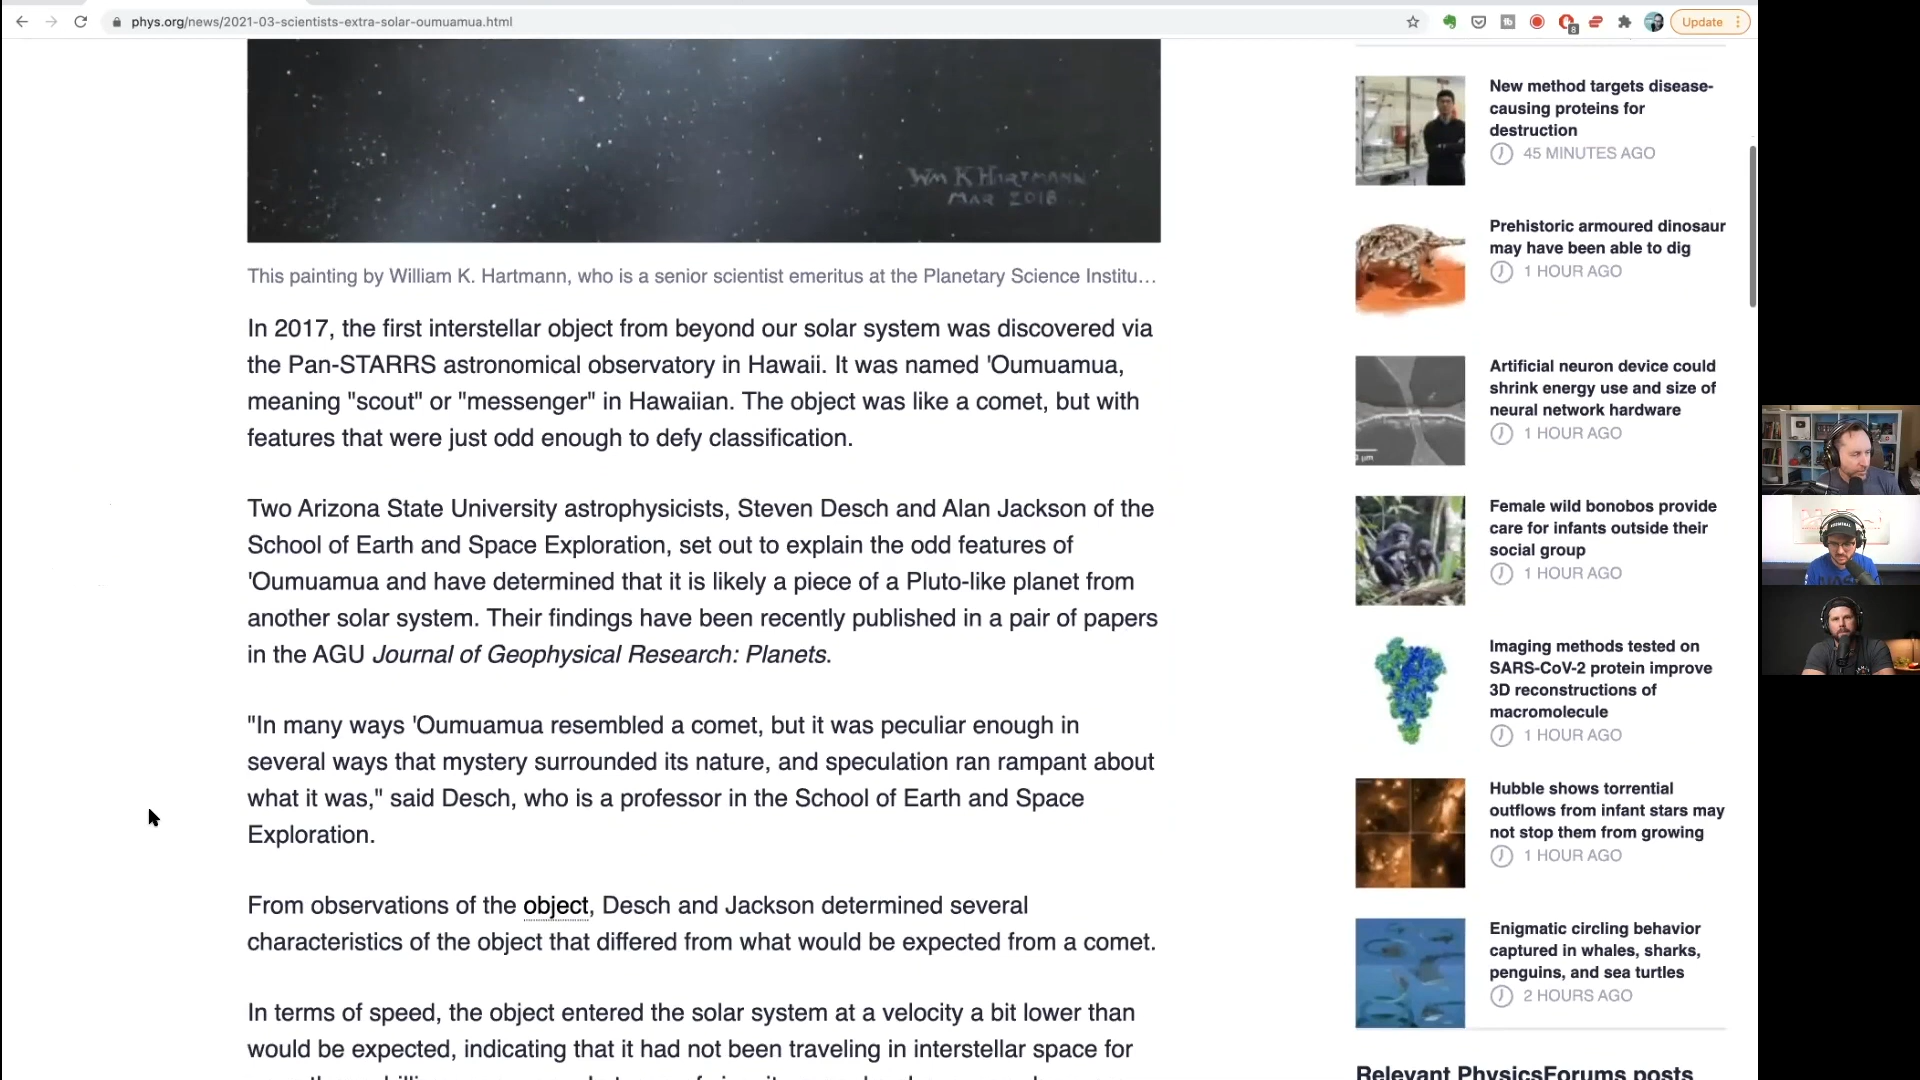 phys.org/news/2021-03-scientists-extra-solar-oumuamua.html
Update
8
WM K HARTMANN
MAR 2018
This painting by William K. Hartmann, who is a senior scientist emeritus at the Planetary Science Institu…
In 2017, the first interstellar object from beyond our solar system was discovered via
the Pan-STARRS astronomical observatory in Hawaii. It was named 'Oumuamua,
meaning "scout" or "messenger" in Hawaiian. The object was like a comet, but with
features that were just odd enough to defy classification.
Two Arizona State University astrophysicists, Steven Desch and Alan Jackson of the
School of Earth and Space Exploration, set out to explain the odd features of
'Oumuamua and have determined that it is likely a piece of a Pluto-like planet from
another solar system. Their findings have been recently published in a pair of papers
in the AGU Journal of Geophysical Research: Planets.
"In many ways 'Oumuamua resembled a comet, but it was peculiar enough in
several ways that mystery surrounded its nature, and speculation ran rampant about
what it was," said Desch, who is a professor in the School of Earth and Space
Exploration.
From observations of the object, Desch and Jackson determined several
characteristics of the object that differed from what would be expected from a comet.
In terms of speed, the object entered the solar system at a velocity a bit lower than
would be expected, indicating that it had not been traveling in interstellar space for
New method targets disease-
causing proteins for
destruction
45 MINUTES AGO
Prehistoric armoured dinosaur
may have been able to dig
1 HOUR AGO
Artificial neuron device could
shrink energy use and size of
neural network hardware
1 HOUR AGO
μm
Female wild bonobos provide
care for infants outside their
social group
1 HOUR AGO
Imaging methods tested on
SARS-CoV-2 protein improve
3D reconstructions of
macromolecule
1 HOUR AGO
Hubble shows torrential
outflows from infant stars may
not stop them from growing
1 HOUR AGO
Enigmatic circling behavior
captured in whales, sharks,
penguins, and sea turtles
2 HOURS AGO
Relevant PhysicsForums posts